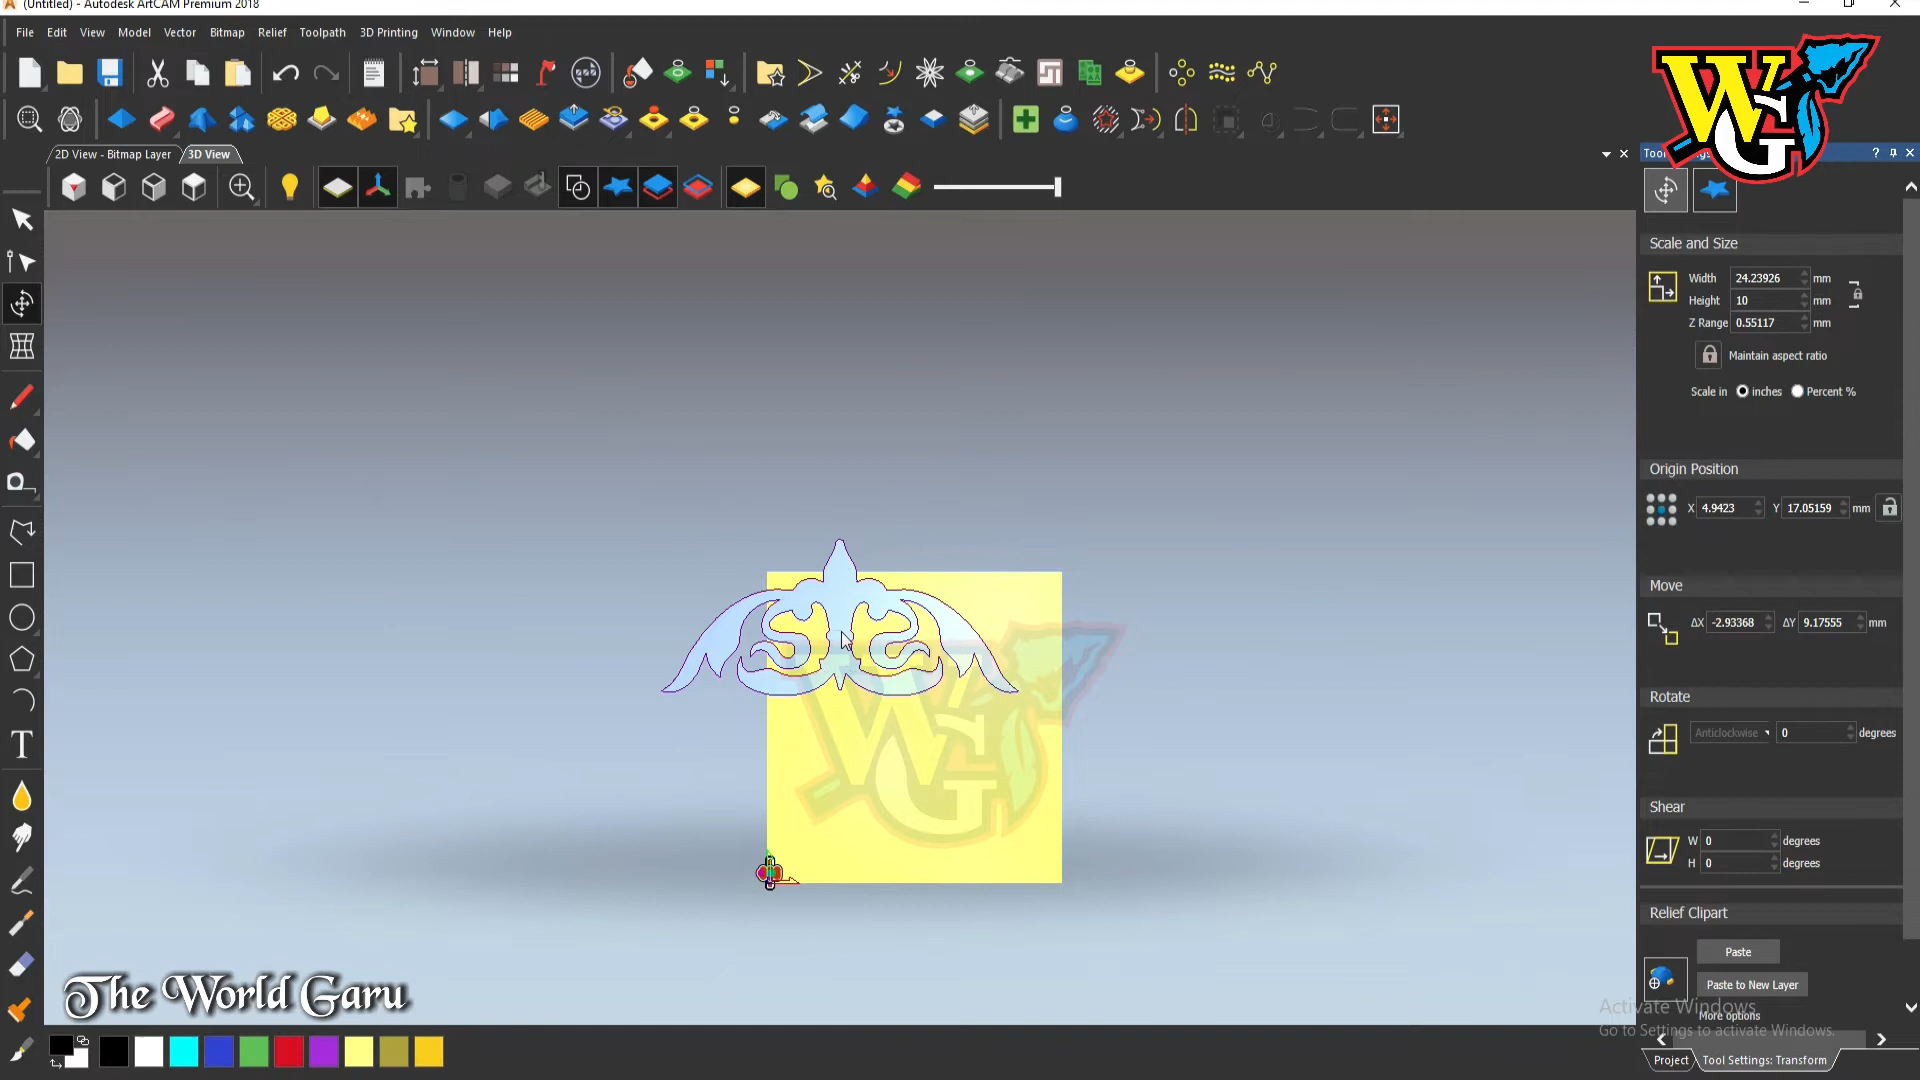 (Untitled) - Autodesk ArtCAM Premium 2018
File Edit View Model Vector Bitmap Relief Toolpath 3D Printing Window Help
WG
2D View - Bitmap Layer 3D View
Scale and Size
Width 24.23926 mm
Height 10 mm
Z Range 0.55117 mm
Maintain aspect ratio
Scale in inches Percent %
Origin Position
X 4.9423 Y 17.05159 mm
Move
ΔX -2.93368 ΔY 9.17555 mm
Rotate
Anticlockwise 0 degrees
Shear
W 0 degrees
H 0 degrees
Relief Clipart
Paste
Paste to New Layer
More options
Activate Windows
Go to Settings to activate Windows.
Project Tool Settings: Transform
WG
The World Garu